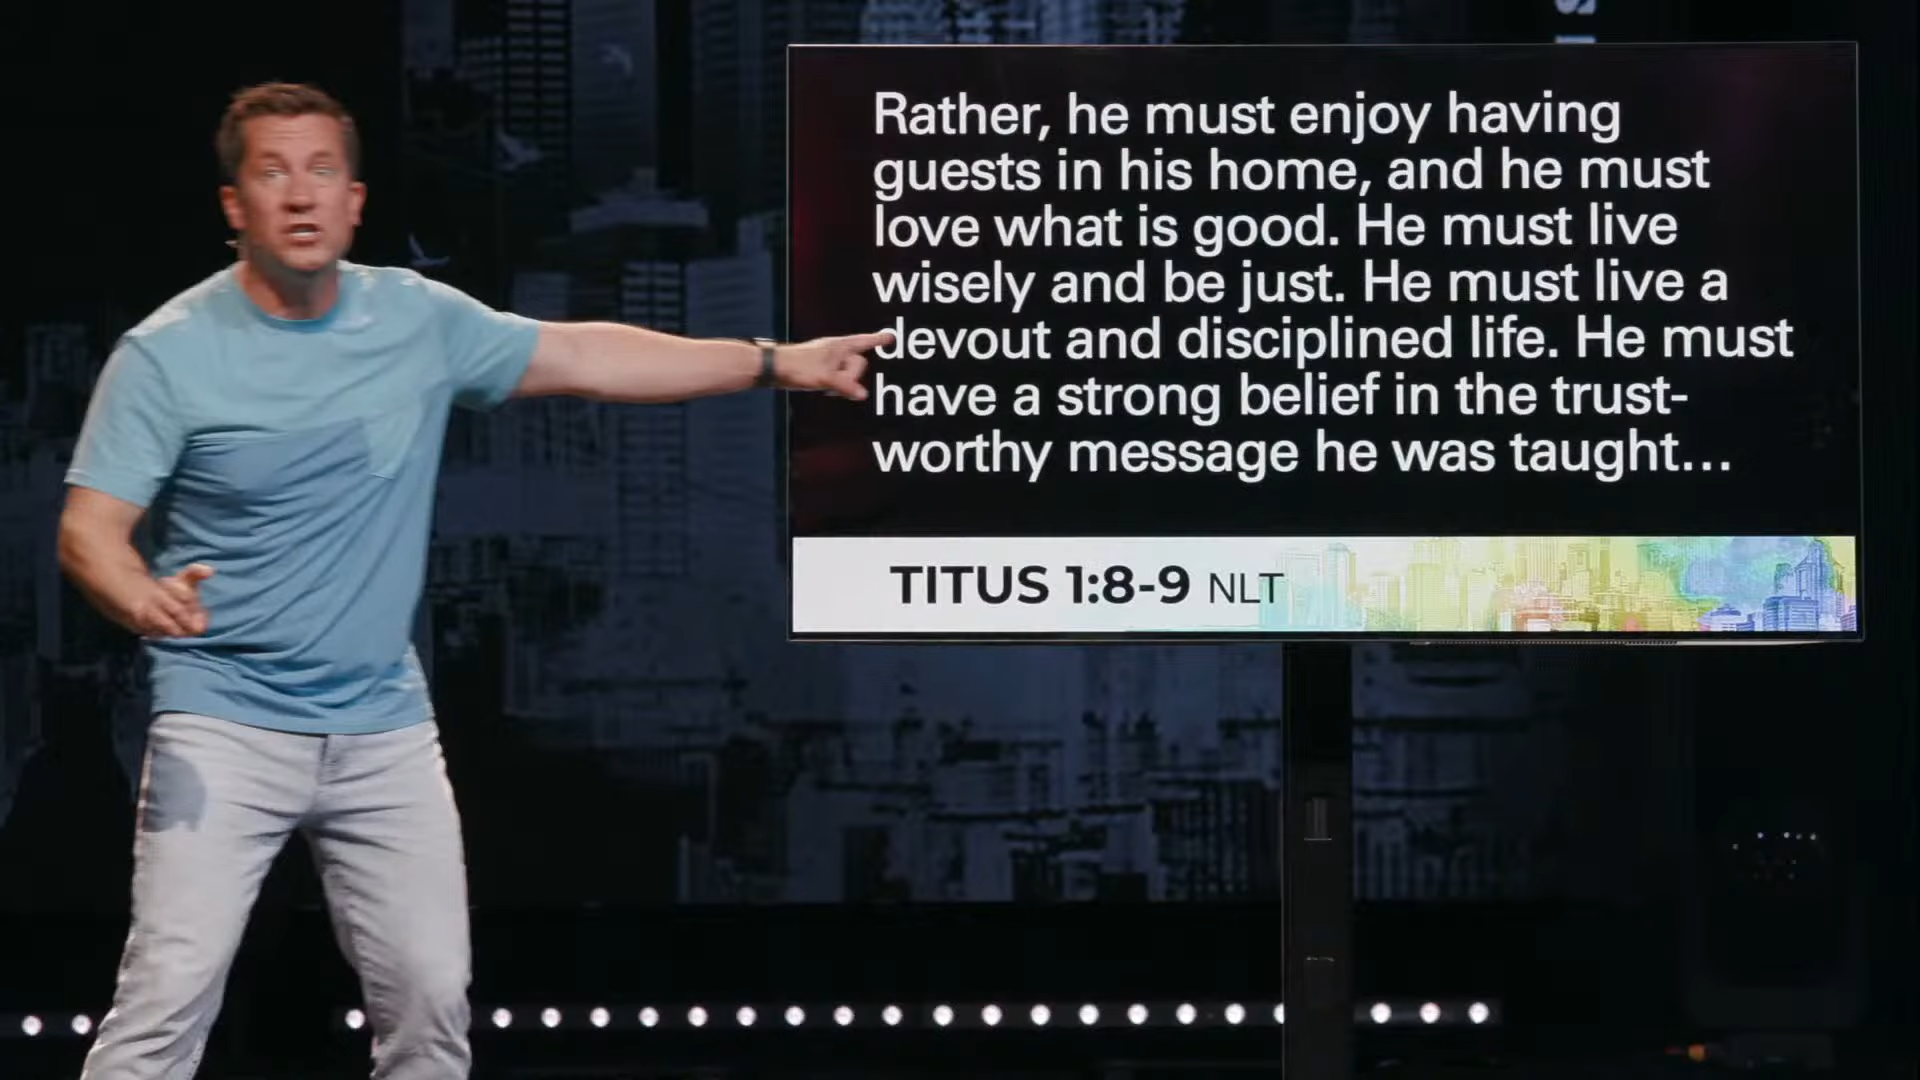 Rather, he must enjoy having
guests in his home, and he must
love what is good. He must live
wisely and be just. He must live a
devout and disciplined life. He must
have a strong belief in the trust-
worthy message he was taught...
TITUS 1:8-9 NLT